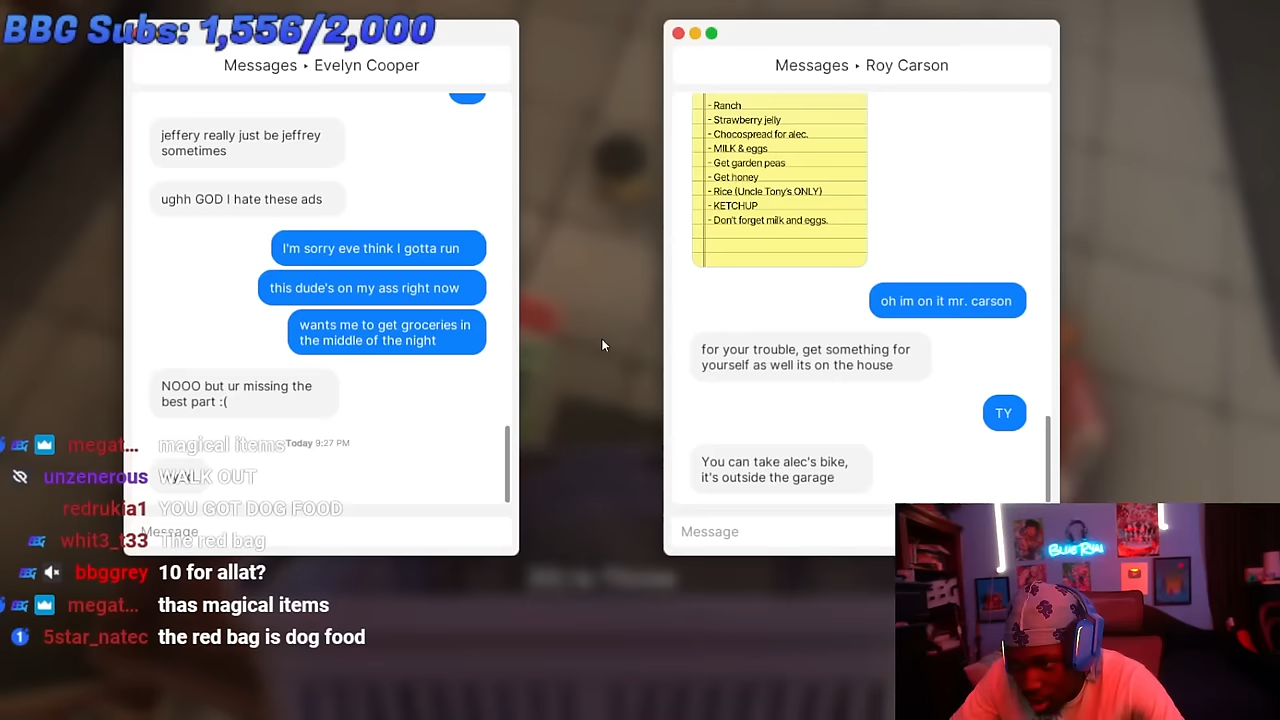 BBG Subs: 1,556/2,000
Messages ▸ Evelyn Cooper
jeffery really just be jeffrey
sometimes
ughh GOD I hate these ads
I'm sorry eve think I gotta run
this dude's on my ass right now
wants me to get groceries in
the middle of the night
NOOO but ur missing the
best part :(
Today 9:27 PM
Message
Messages ▸ Roy Carson
- Ranch
- Strawberry jelly
- Chocospread for alec.
- MILK & eggs
- Get garden peas
- Get honey
- Rice (Uncle Tony's ONLY)
- KETCHUP
- Don't forget milk and eggs.
oh im on it mr. carson
for your trouble, get something for
yourself as well its on the house
TY
You can take alec's bike,
it's outside the garage
Message
megat... magical items
unzenerous WALK OUT
redrukia1 YOU GOT DOG FOOD
whit3_t33 The red bag
bbggrey 10 for allat?
megat... thas magical items
1 5star_natec the red bag is dog food
BLUE RYU